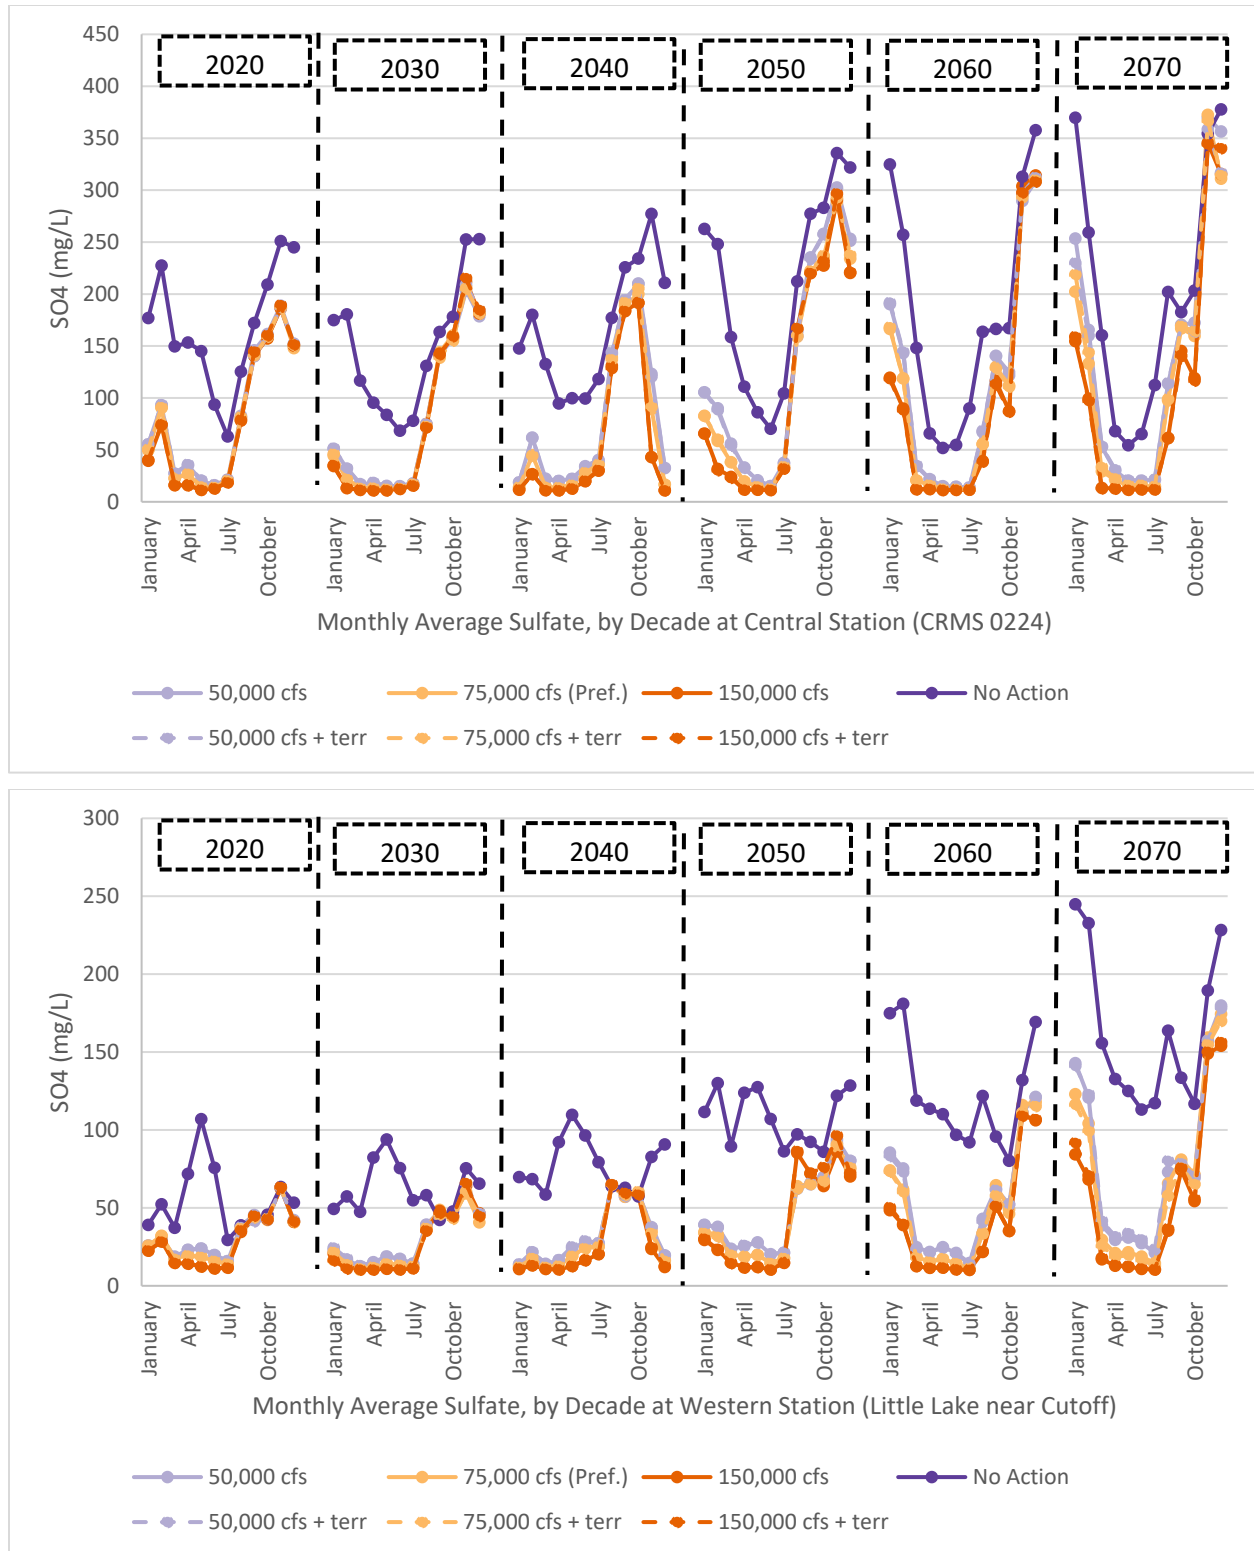 450
400
350
300
250
200
150
100
50
0
SO4 (mg/L)
2020
2030
2040
2050
2060
2070
January April July October January April July October January April July October January April July October January April July October January April July October
Monthly Average Sulfate, by Decade at Central Station (CRMS 0224)
50,000 cfs 75,000 cfs (Pref.) 150,000 cfs No Action
50,000 cfs + terr 75,000 cfs + terr 150,000 cfs + terr
300
250
200
150
100
50
0
SO4 (mg/L)
2020
2030
2040
2050
2060
2070
January April July October January April July October January April July October January April July October January April July October January April July October
Monthly Average Sulfate, by Decade at Western Station (Little Lake near Cutoff)
50,000 cfs 75,000 cfs (Pref.) 150,000 cfs No Action
50,000 cfs + terr 75,000 cfs + terr 150,000 cfs + terr